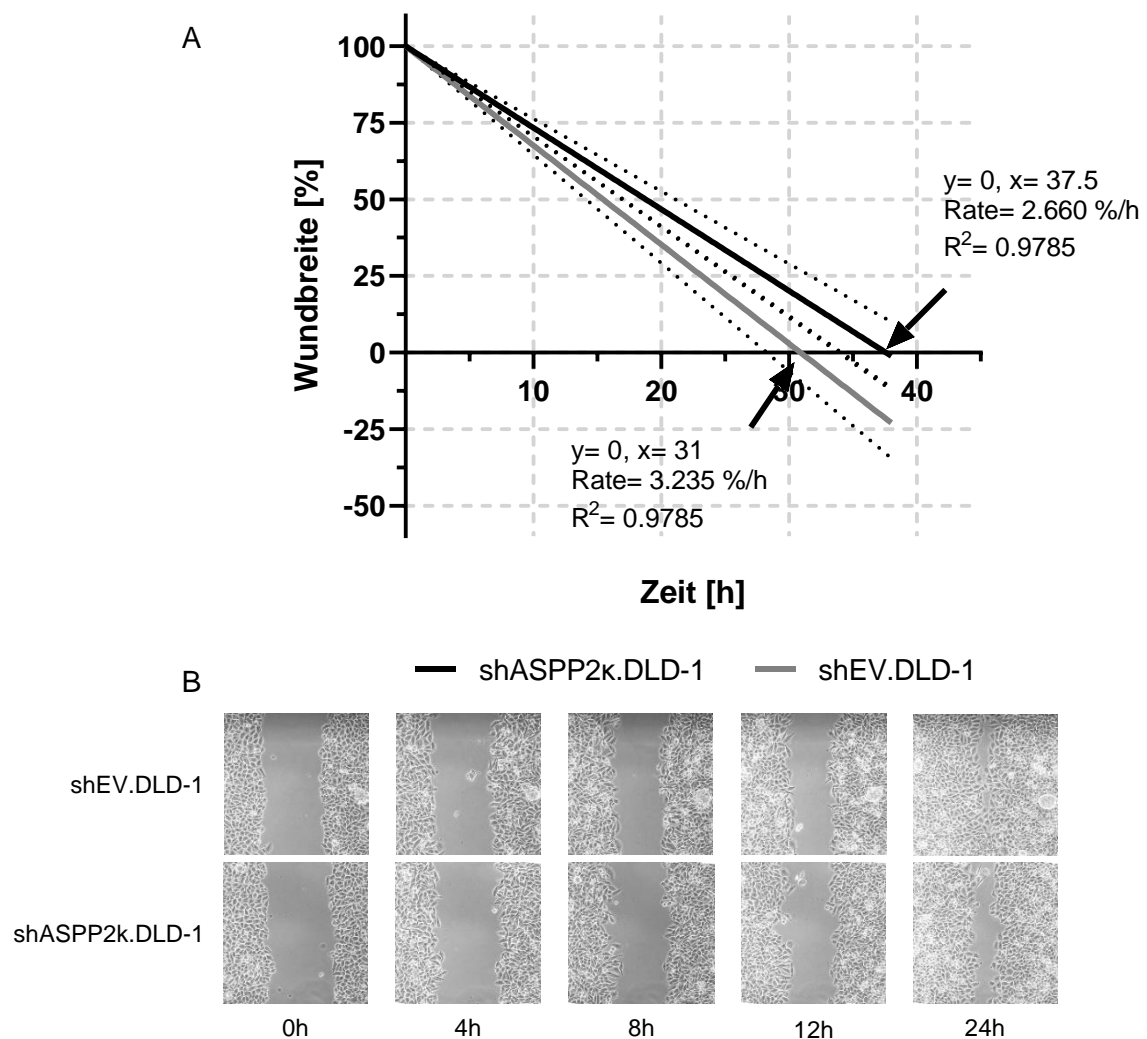 A
100
75
50
25
0
-25
-50
Wundbreite [%]
10
20
30
40
y= 0, x= 37.5
Rate= 2.660 %/h
R²= 0.9785
y= 0, x= 31
Rate= 3.235 %/h
R²= 0.9785
Zeit [h]
shASPP2κ.DLD-1
shEV.DLD-1
B
shEV.DLD-1
shASPP2k.DLD-1
0h
4h
8h
12h
24h